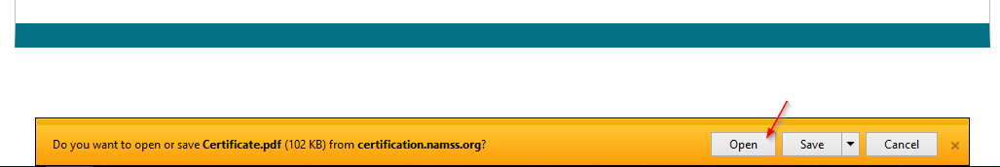 Do you want to open or save Certificate.pdf (102 KB) from certification.namss.org? Open Save Cancel ×